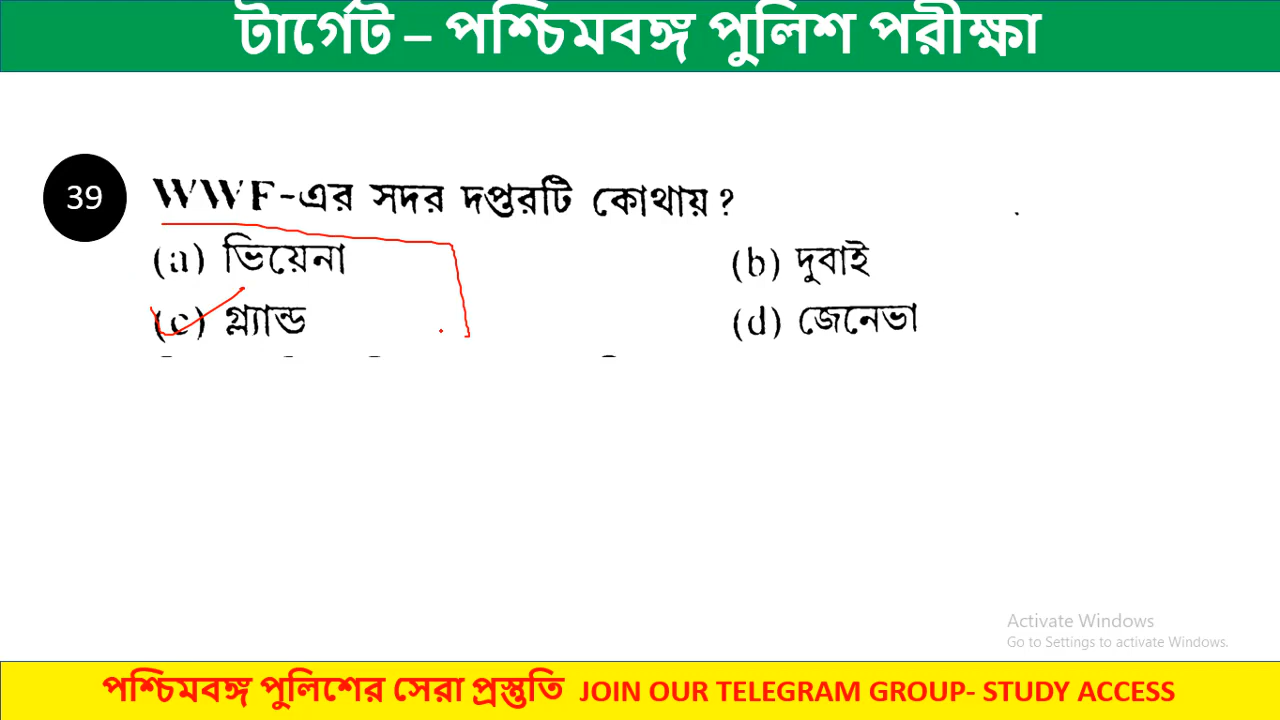 টার্গেট – পশ্চিমবঙ্গ পুলিশ পরীক্ষা
39 WWF-এর সদর দপ্তরটি কোথায় ?
(a) ভিয়েনা (b) দুবাই
(c) গ্ল্যান্ড (d) জেনেভা
Activate Windows
Go to Settings to activate Windows.
পশ্চিমবঙ্গ পুলিশের সেরা প্রস্তুতি JOIN OUR TELEGRAM GROUP- STUDY ACCESS